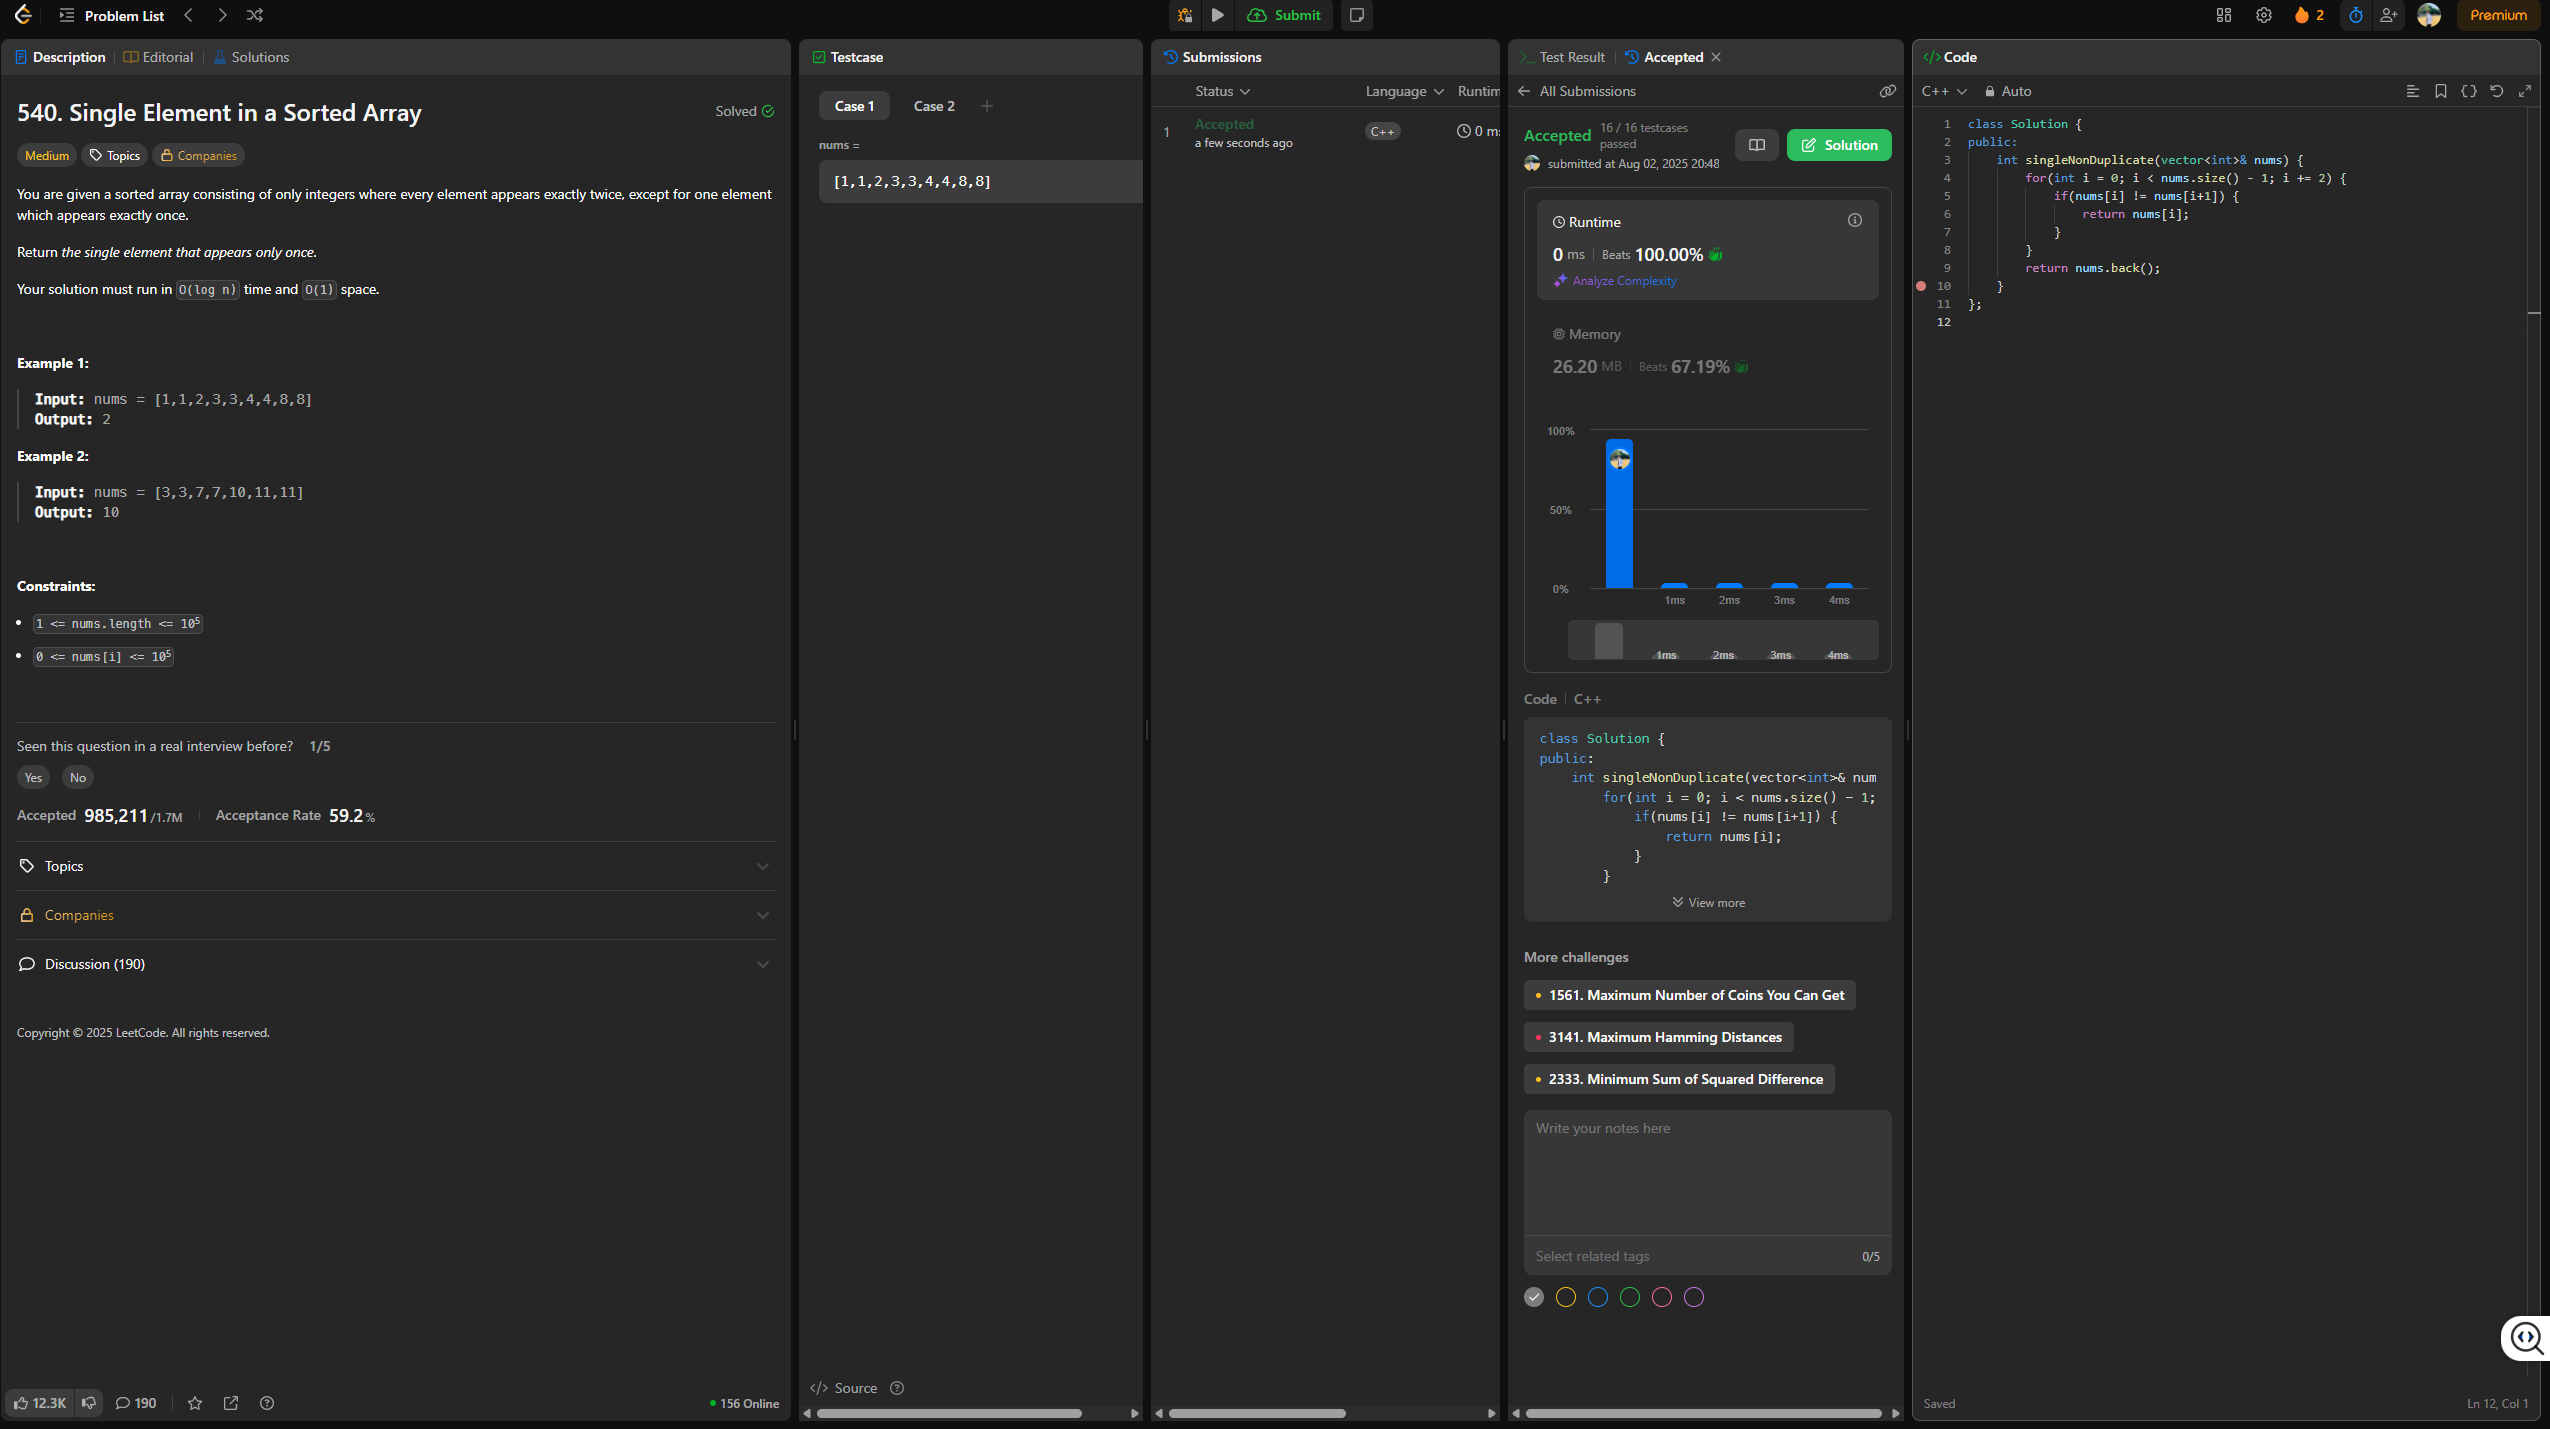 Problem List
Submit
2
Premium
Description
Editorial
Solutions
540. Single Element in a Sorted Array
Solved
Medium
Topics
Companies
You are given a sorted array consisting of only integers where every element appears exactly twice, except for one element
which appears exactly once.
Return the single element that appears only once.
Your solution must run in O(log n) time and O(1) space.
Example 1:
Input: nums = [1,1,2,3,3,4,4,8,8]
Output: 2
Example 2:
Input: nums = [3,3,7,7,10,11,11]
Output: 10
Constraints:
1 <= nums.length <= 10⁵
0 <= nums[i] <= 10⁵
Seen this question in a real interview before? 1/5
Yes No
Accepted 985,211/1.7M Acceptance Rate 59.2%
Topics
Companies
Discussion (190)
Copyright © 2025 LeetCode. All rights reserved.
12.3K
190
156 Online
Testcase
Case 1 Case 2 +
nums =
[1,1,2,3,3,4,4,8,8]
Source
Submissions
Status Language Runtim
1 Accepted C++ 0 m
a few seconds ago
Test Result Accepted
All Submissions
Accepted 16 / 16 testcases
passed
submitted at Aug 02, 2025 20:48
Solution
Runtime
0 ms Beats 100.00%
Analyze Complexity
Memory
26.20 MB Beats 67.19%
100%
50%
0%
1ms 2ms 3ms 4ms
1ms 2ms 3ms 4ms
Code C++
class Solution {
public:
int singleNonDuplicate(vector<int>& num
for(int i = 0; i < nums.size() - 1;
if(nums[i] != nums[i+1]) {
return nums[i];
}
}
View more
More challenges
1561. Maximum Number of Coins You Can Get
3141. Maximum Hamming Distances
2333. Minimum Sum of Squared Difference
Write your notes here
Select related tags 0/5
</> Code
C++ Auto
1 class Solution {
2 public:
3 int singleNonDuplicate(vector<int>& nums) {
4 for(int i = 0; i < nums.size() - 1; i += 2) {
5 if(nums[i] != nums[i+1]) {
6 return nums[i];
7 }
8 }
9 return nums.back();
10 }
11 };
12
Saved
Ln 12, Col 1